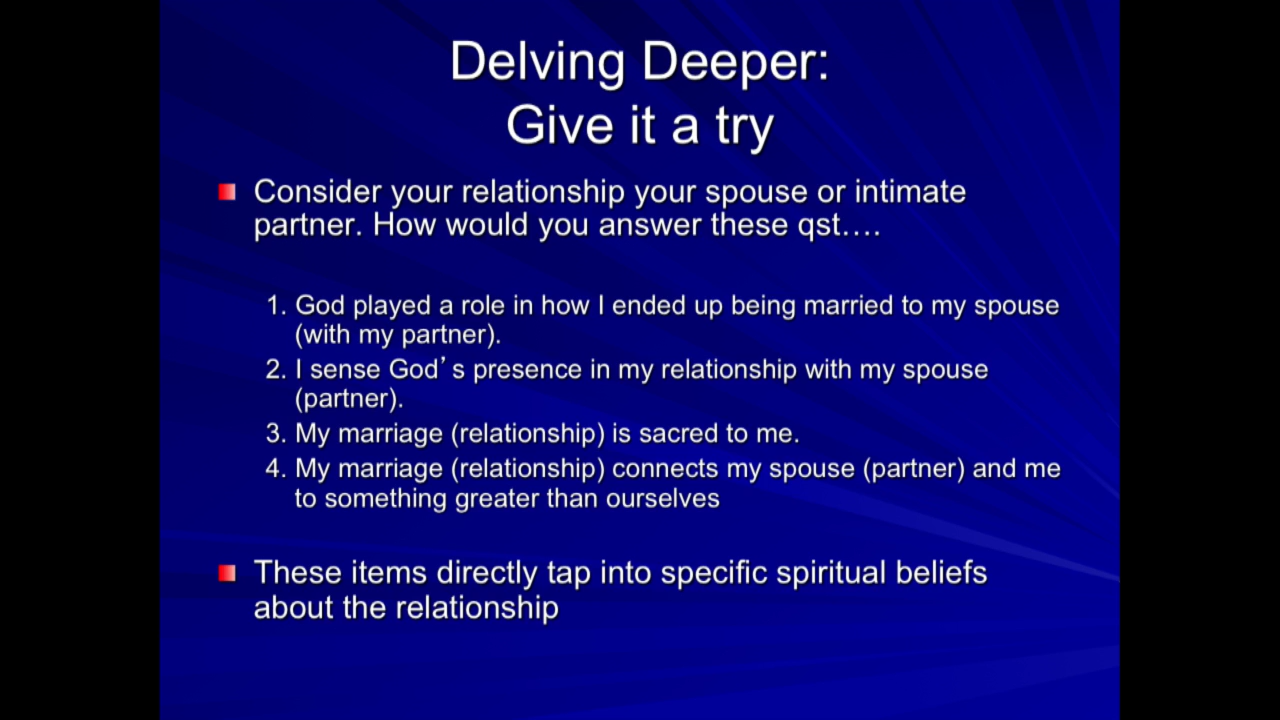 Delving Deeper:
Give it a try
Consider your relationship your spouse or intimate
partner. How would you answer these qst….
1. God played a role in how I ended up being married to my spouse
(with my partner).
2. I sense God’s presence in my relationship with my spouse
(partner).
3. My marriage (relationship) is sacred to me.
4. My marriage (relationship) connects my spouse (partner) and me
to something greater than ourselves
These items directly tap into specific spiritual beliefs
about the relationship